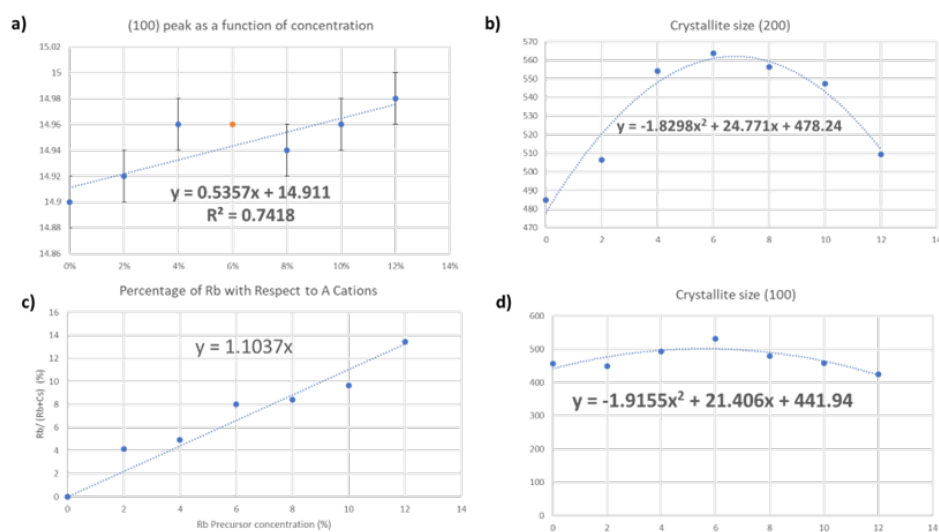 a)
(100) peak as a function of concentration
15.02
15
14.98
14.96
14.94
14.92
14.9
14.88
14.86
y = 0.5357x + 14.911
R² = 0.7418
0% 2% 4% 6% 8% 10% 12% 14%
b)
Crystallite size (200)
570
560
550
540
530
520
510
500
490
480
470
y = -1.8298x² + 24.771x + 478.24
0 2 4 6 8 10 12 14
c)
Percentage of Rb with Respect to A Cations
16
14
12
10
8
6
4
2
0
Rb/ (Rb+Cs) (%)
y = 1.1037x
0 2 4 6 8 10 12 14
Rb Precursor concentration (%)
d)
Crystallite size (100)
600
500
400
300
200
100
0
y = -1.9155x² + 21.406x + 441.94
0 2 4 6 8 10 12 14